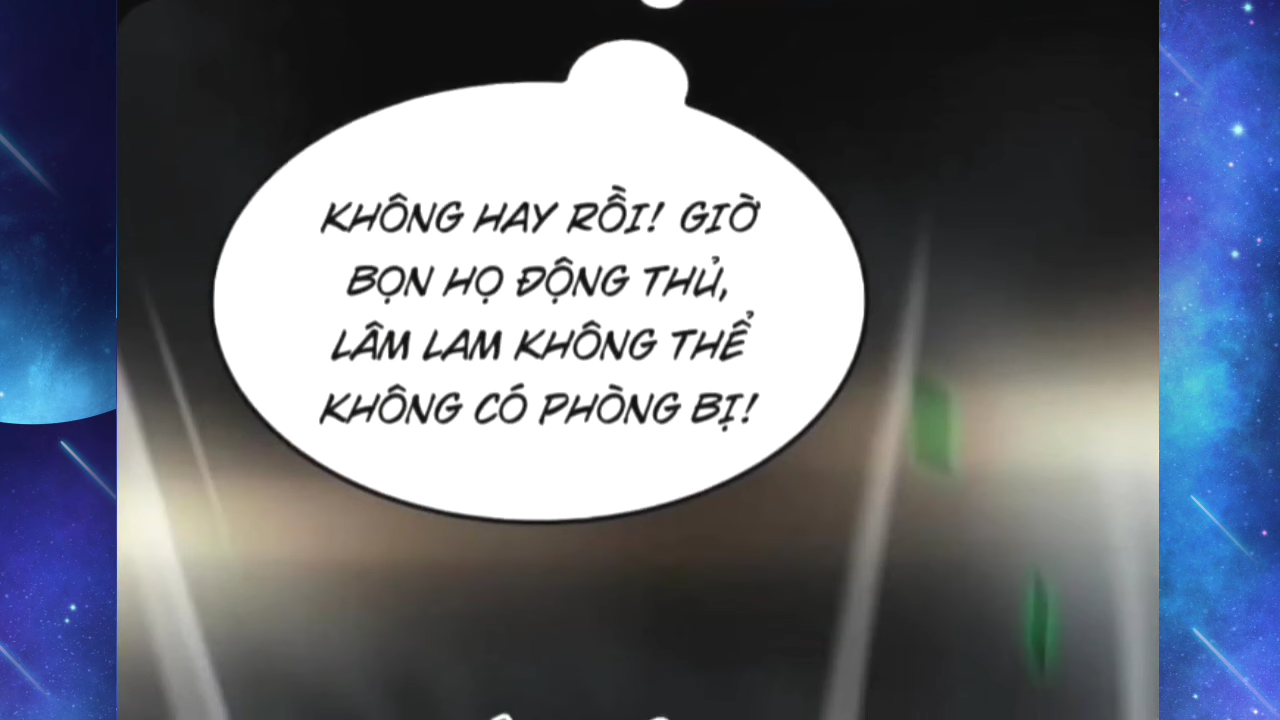 KHÔNG HAY RỒI! GIỜ
BỌN HỌ ĐỘNG THỦ,
LÂM LAM KHÔNG THỂ
KHÔNG CÓ PHÒNG BỊ!